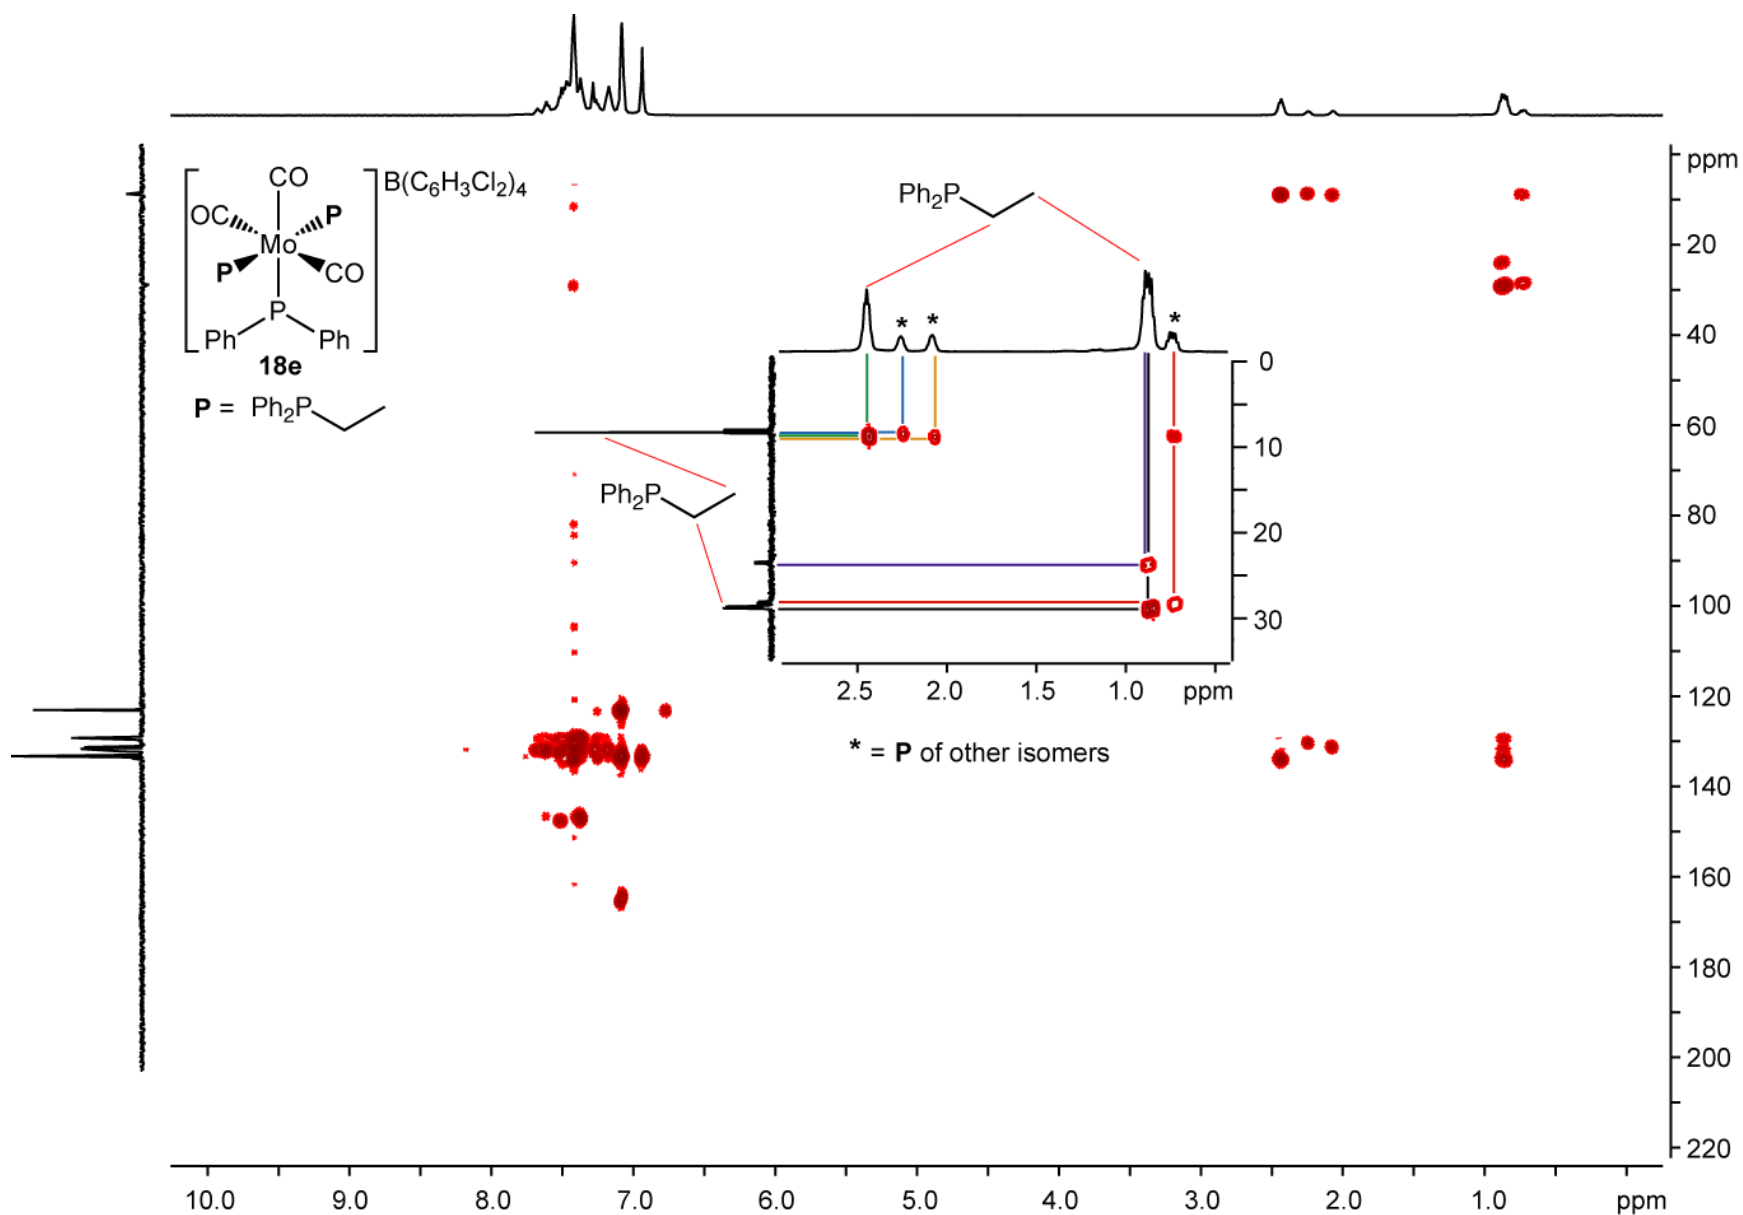 ppm
20
40
60
80
100
120
140
160
180
200
220
10.0 9.0 8.0 7.0 6.0 5.0 4.0 3.0 2.0 1.0 ppm
CO
B(C6H3Cl2)4
OC P
Mo
P CO
P
Ph Ph
18e
P = Ph2P
Ph2P
* * *
0
10
20
30
Ph2P
2.5 2.0 1.5 1.0 ppm
* = P of other isomers